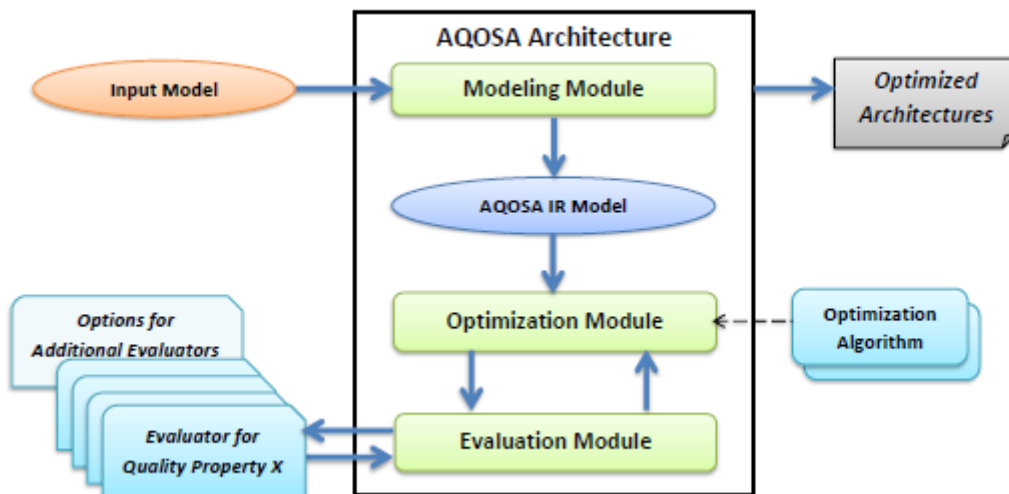 AQOSA Architecture
Input Model
Modeling Module
Optimized
Architectures
AQOSA IR Model
Options for
Additional Evaluators
Optimization Module
Optimization
Algorithm
Evaluator for
Quality Property X
Evaluation Module